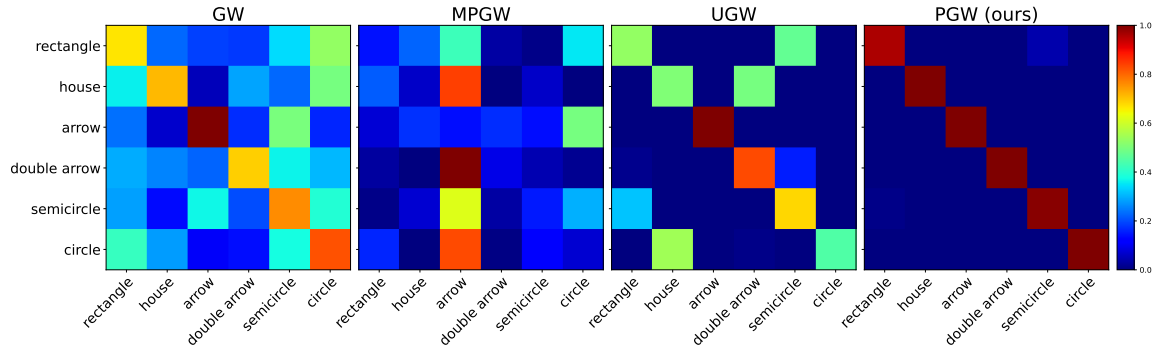 GW MPGW UGW PGW (ours)
rectangle
house
arrow
double arrow
semicircle
circle
rectangle house arrow double arrow semicircle circle
rectangle house arrow double arrow semicircle circle
rectangle house arrow double arrow semicircle circle
rectangle house arrow double arrow semicircle circle
1.0
0.8
0.6
0.4
0.2
0.0